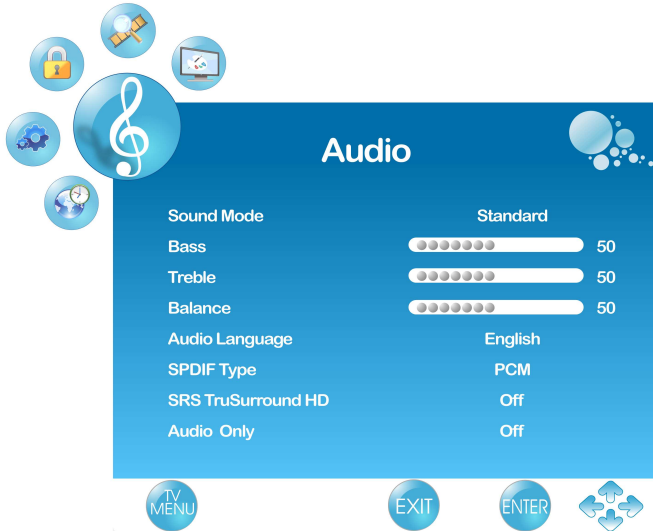 Audio
Sound Mode Standard
Bass 50
Treble 50
Balance 50
Audio Language English
SPDIF Type PCM
SRS TruSurround HD Off
Audio Only Off
TV
MENU EXIT ENTER